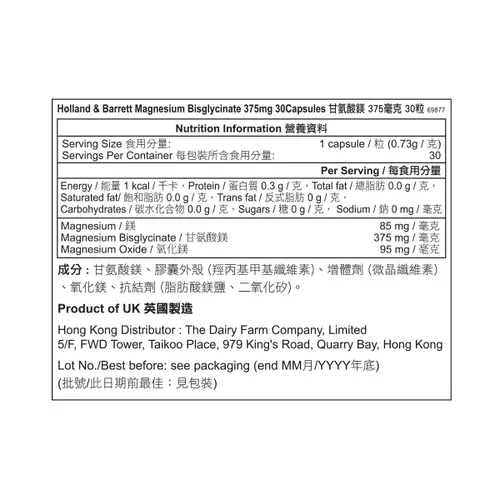 Holland & Barrett Magnesium Bisglycinate 375mg 30Capsules 甘氨酸鎂 375毫克 30粒 69877
Nutrition Information 營養資料
Serving Size 食用分量: 1 capsule / 粒 (0.73g / 克)
Servings Per Container 每包裝所含食用分量: 30
Per Serving / 每食用分量
Energy / 能量 1 kcal / 千卡，Protein / 蛋白質 0.3 g / 克，Total fat / 總脂肪 0.0 g / 克，
Saturated fat/ 飽和脂肪 0.0 g / 克，Trans fat / 反式脂肪 0 g / 克，
Carbohydrates / 碳水化合物 0.0 g / 克，Sugars / 糖 0 g / 克， Sodium / 鈉 0 mg / 毫克
Magnesium / 鎂 85 mg / 毫克
Magnesium Bisglycinate / 甘氨酸鎂 375 mg / 毫克
Magnesium Oxide / 氧化鎂 95 mg / 毫克
成分 : 甘氨酸鎂、膠囊外殼 (羥丙基甲基纖維素)、增體劑 (微晶纖維素)
、氧化鎂、抗結劑 (脂肪酸鎂鹽、二氧化矽)。
Product of UK 英國製造
Hong Kong Distributor : The Dairy Farm Company, Limited
5/F, FWD Tower, Taikoo Place, 979 King's Road, Quarry Bay, Hong Kong
Lot No./Best before: see packaging (end MM月/YYYY年底)
(批號/此日期前最佳：見包裝)